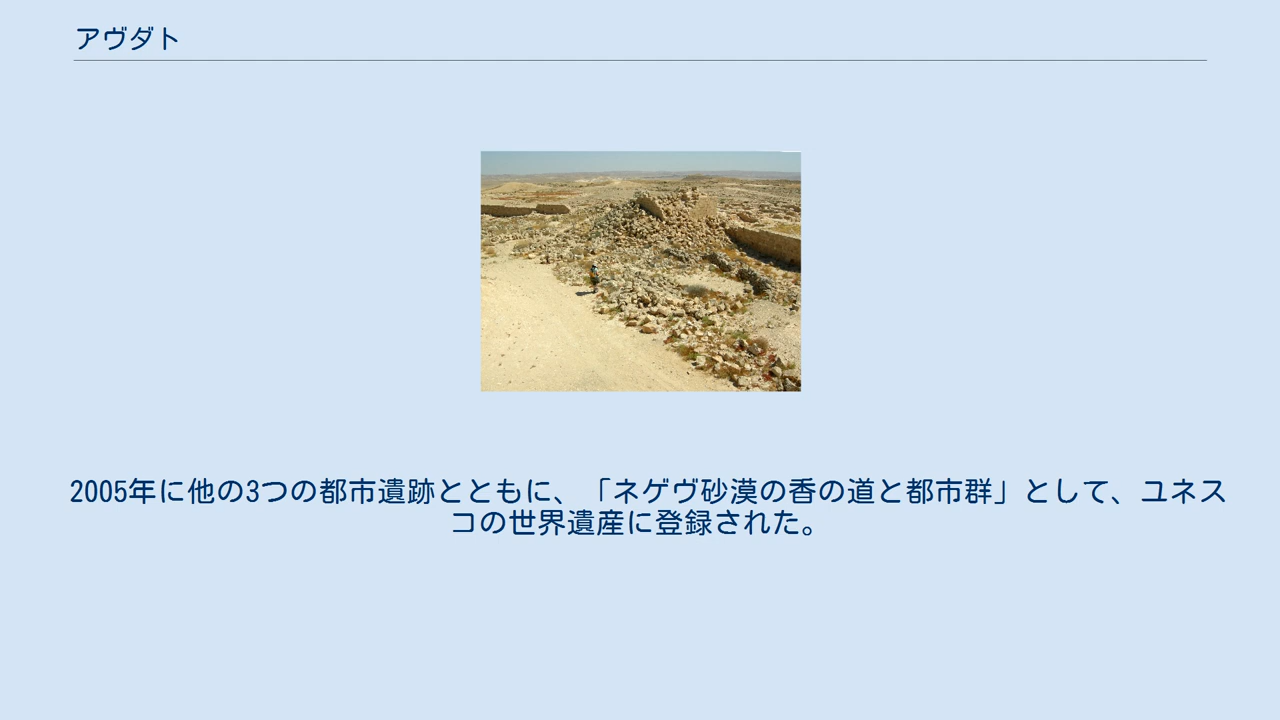 アヴダト
2005年に他の3つの都市遺跡とともに、「ネゲヴ砂漠の香の道と都市群」として、ユネス
コの世界遺産に登録された。